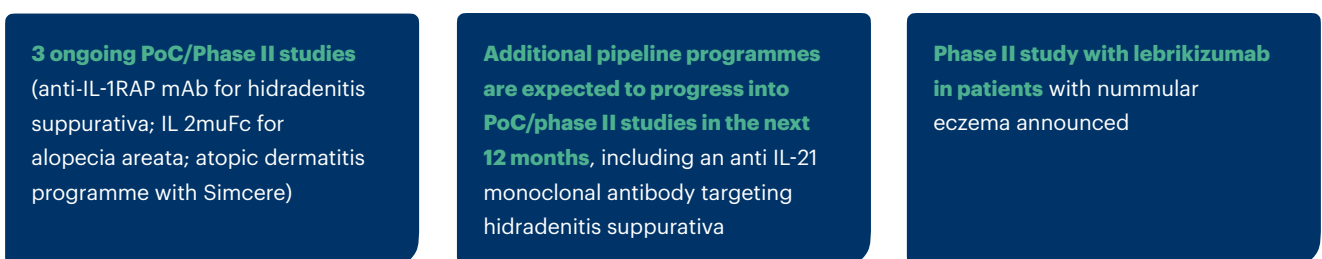 3 ongoing PoC/Phase II studies
(anti-IL-1RAP mAb for hidradenitis
suppurativa; IL 2muFc for
alopecia areata; atopic dermatitis
programme with Simcere)
Additional pipeline programmes
are expected to progress into
PoC/phase II studies in the next
12 months, including an anti IL-21
monoclonal antibody targeting
hidradenitis suppurativa
Phase II study with lebrikizumab
in patients with nummular
eczema announced